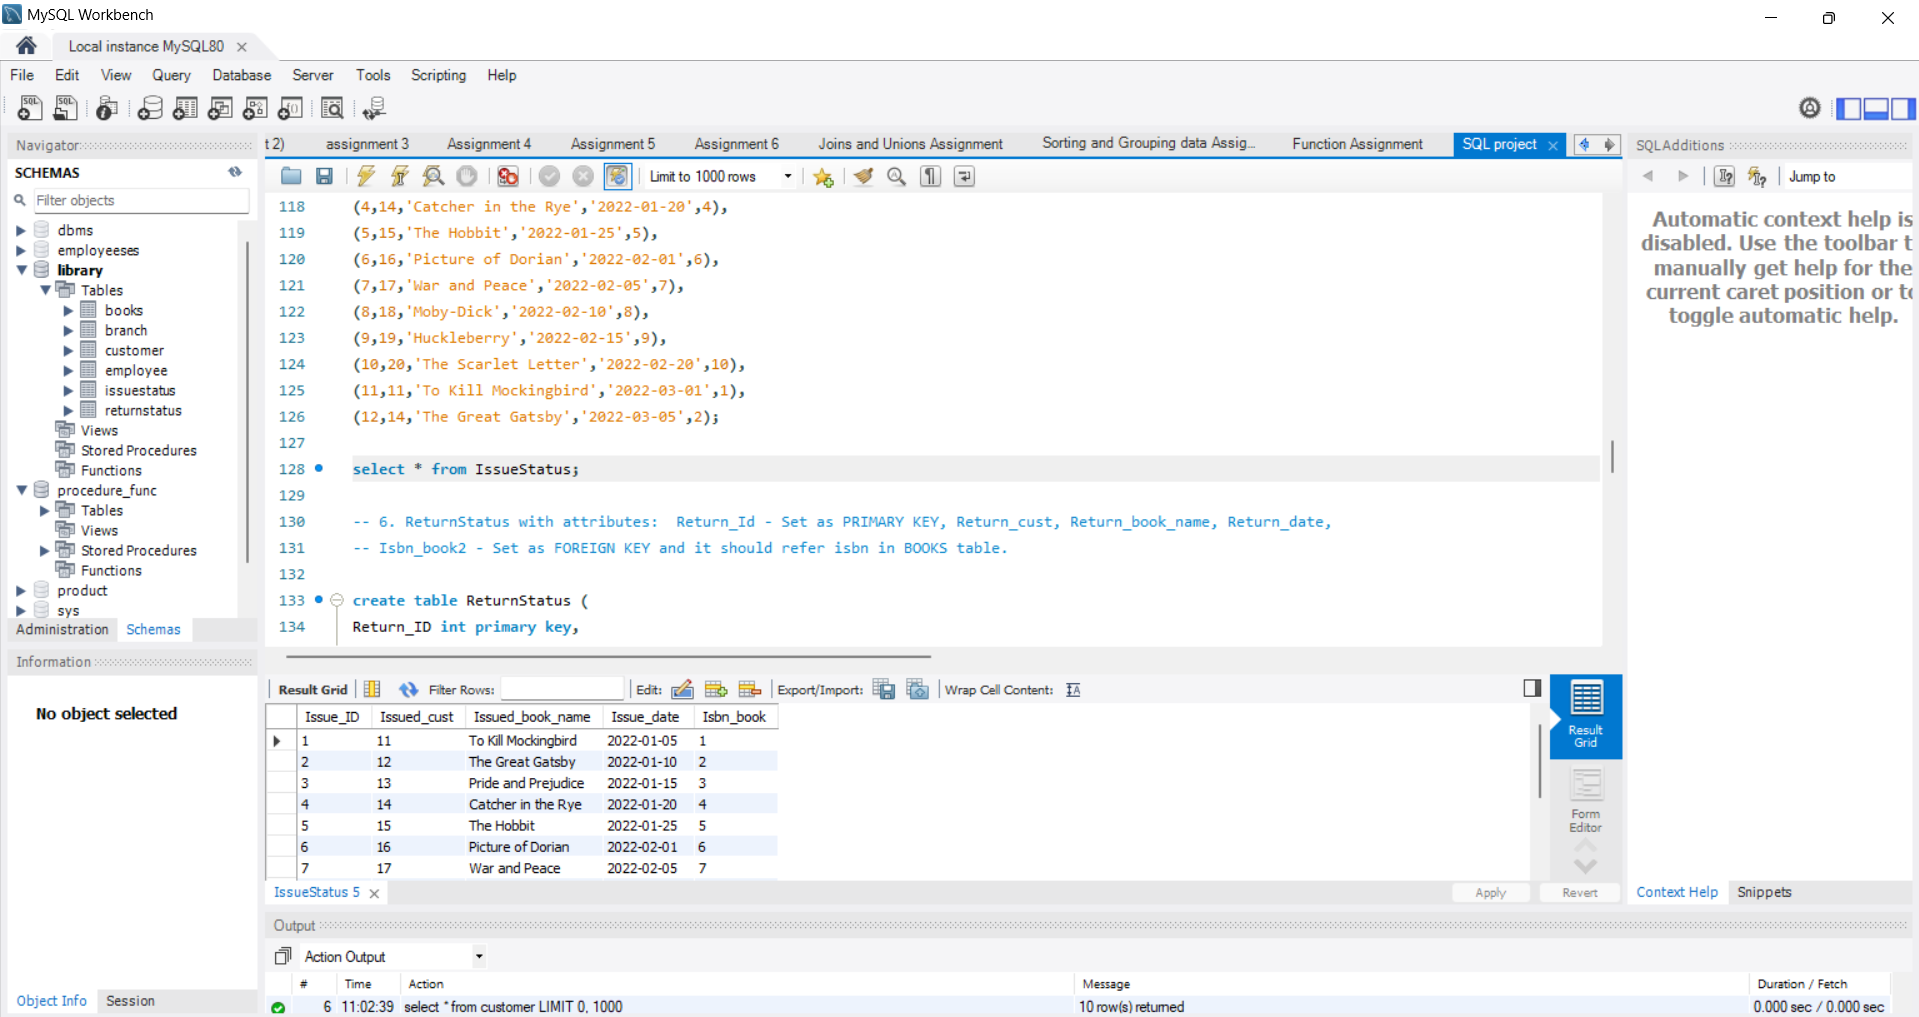 MySQL Workbench
Local instance MySQL80
File Edit View Query Database Server Tools Scripting Help
Navigator
SCHEMAS
Filter objects
dbms
employeeses
library
Tables
books
branch
customer
employee
issuestatus
returnstatus
Views
Stored Procedures
Functions
procedure_func
Tables
Views
Stored Procedures
Functions
product
sys
Administration Schemas
Information
No object selected
Object Info Session
t 2) assignment 3 Assignment 4 Assignment 5 Assignment 6 Joins and Unions Assignment Sorting and Grouping data Assig... Function Assignment SQL project
Limit to 1000 rows
118 (4,14,'Catcher in the Rye','2022-01-20',4),
119 (5,15,'The Hobbit','2022-01-25',5),
120 (6,16,'Picture of Dorian','2022-02-01',6),
121 (7,17,'War and Peace','2022-02-05',7),
122 (8,18,'Moby-Dick','2022-02-10',8),
123 (9,19,'Huckleberry','2022-02-15',9),
124 (10,20,'The Scarlet Letter','2022-02-20',10),
125 (11,11,'To Kill Mockingbird','2022-03-01',1),
126 (12,14,'The Great Gatsby','2022-03-05',2);
127
128 select * from IssueStatus;
129
130 -- 6. ReturnStatus with attributes:  Return_Id - Set as PRIMARY KEY, Return_cust, Return_book_name, Return_date,
131 -- Isbn_book2 - Set as FOREIGN KEY and it should refer isbn in BOOKS table.
132
133 create table ReturnStatus (
134 Return_ID int primary key,
Result Grid Filter Rows: Edit: Export/Import: Wrap Cell Content:
Issue_ID Issued_cust Issued_book_name Issue_date Isbn_book
1 11 To Kill Mockingbird 2022-01-05 1
2 12 The Great Gatsby 2022-01-10 2
3 13 Pride and Prejudice 2022-01-15 3
4 14 Catcher in the Rye 2022-01-20 4
5 15 The Hobbit 2022-01-25 5
6 16 Picture of Dorian 2022-02-01 6
7 17 War and Peace 2022-02-05 7
Result
Grid
Form
Editor
IssueStatus 5
Apply Revert
SQLAdditions
Jump to
Automatic context help is
disabled. Use the toolbar t
manually get help for the
current caret position or to
toggle automatic help.
Context Help Snippets
Output
Action Output
# Time Action Message Duration / Fetch
6 11:02:39 select * from customer LIMIT 0, 1000 10 row(s) returned 0.000 sec / 0.000 sec